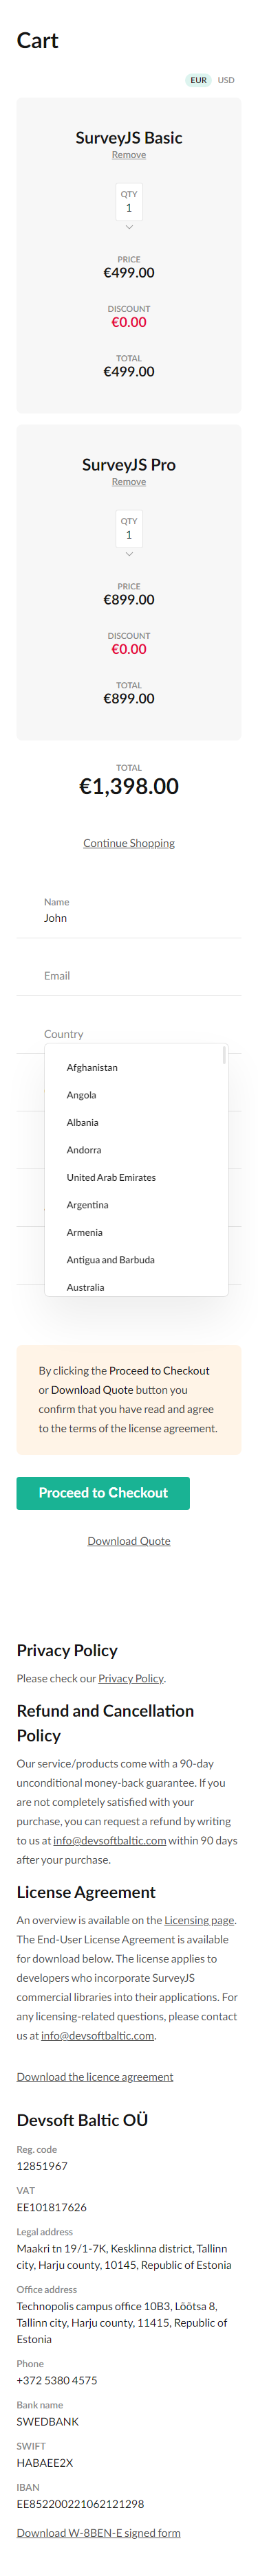 Cart
EUR USD
SurveyJS Basic
Remove
QTY
1
PRICE
€499.00
DISCOUNT
€0.00
TOTAL
€499.00
SurveyJS Pro
Remove
QTY
1
PRICE
€899.00
DISCOUNT
€0.00
TOTAL
€899.00
TOTAL
€1,398.00
Continue Shopping
Name
John
Email
Country
Afghanistan
Angola
Albania
Andorra
United Arab Emirates
Argentina
Armenia
Antigua and Barbuda
Australia
By clicking the Proceed to Checkout
or Download Quote button you
confirm that you have read and agree
to the terms of the license agreement.
Proceed to Checkout
Download Quote
Privacy Policy
Please check our Privacy Policy.
Refund and Cancellation
Policy
Our service/products come with a 90-day
unconditional money-back guarantee. If you
are not completely satisfied with your
purchase, you can request a refund by writing
to us at info@devsoftbaltic.com within 90 days
after your purchase.
License Agreement
An overview is available on the Licensing page.
The End-User License Agreement is available
for download below. The license applies to
developers who incorporate SurveyJS
commercial libraries into their applications. For
any licensing-related questions, please contact
us at info@devsoftbaltic.com.
Download the licence agreement
Devsoft Baltic OÜ
Reg. code
12851967
VAT
EE101817626
Legal address
Maakri tn 19/1-7K, Kesklinna district, Tallinn
city, Harju county, 10145, Republic of Estonia
Office address
Technopolis campus office 10B3, Lõõtsa 8,
Tallinn city, Harju county, 11415, Republic of
Estonia
Phone
+372 5380 4575
Bank name
SWEDBANK
SWIFT
HABAEE2X
IBAN
EE852200221062121298
Download W-8BEN-E signed form